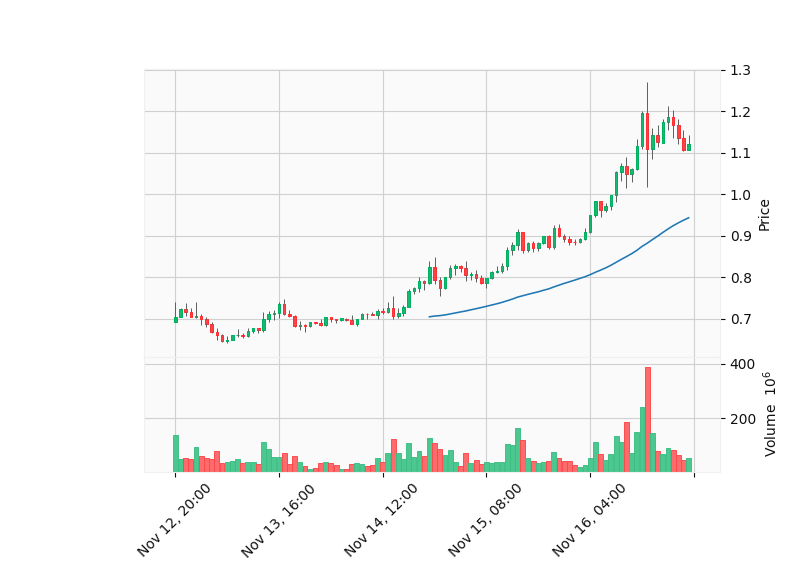 1.3
1.2
1.1
1.0
0.9
0.8
0.7
Price
400
200
Volume 10⁶
Nov 12, 20:00
Nov 13, 16:00
Nov 14, 12:00
Nov 15, 08:00
Nov 16, 04:00